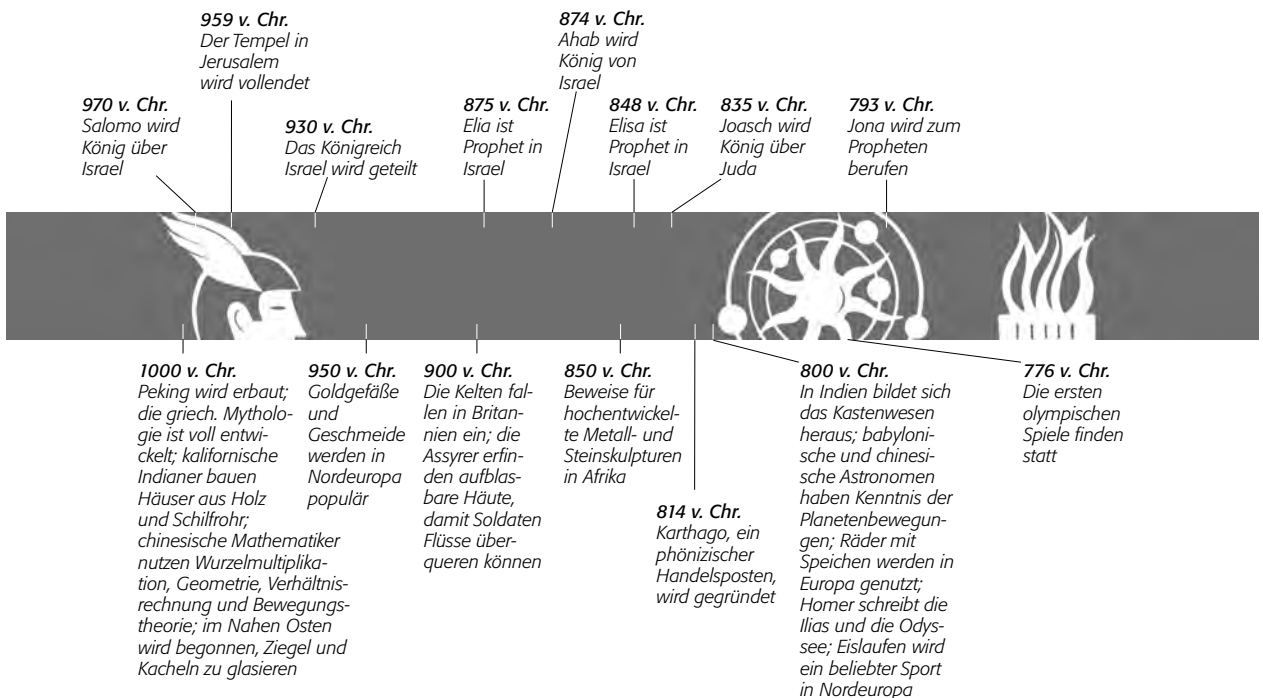 970 v. Chr.
Salomo wird
König über
Israel
959 v. Chr.
Der Tempel in
Jerusalem
wird vollendet
930 v. Chr.
Das Königreich
Israel wird geteilt
875 v. Chr.
Elia ist
Prophet in
Israel
874 v. Chr.
Ahab wird
König von
Israel
848 v. Chr.
Elisa ist
Prophet in
Israel
835 v. Chr.
Joasch wird
König über
Juda
793 v. Chr.
Jona wird zum
Propheten
berufen
1000 v. Chr.
Peking wird erbaut;
die griech. Mytholo-
gie ist voll entwi-
ckelt; kalifornische
Indianer bauen
Häuser aus Holz
und Schilfrohr;
chinesische Mathematiker
nutzen Wurzelmultiplika-
tion, Geometrie, Verhältnis-
rechnung und Bewegungs-
theorie; im Nahen Osten
wird begonnen, Ziegel und
Kacheln zu glasieren
950 v. Chr.
Goldgefäße
und
Geschmeide
werden in
Nordeuropa
populär
900 v. Chr.
Die Kelten fal-
len in Britan-
nien ein; die
Assyrer erfin-
den aufblas-
bare Häute,
damit Soldaten
Flüsse über-
queren können
850 v. Chr.
Beweise für
hochentwickel-
te Metall- und
Steinskulpturen
in Afrika
814 v. Chr.
Karthago, ein
phönizischer
Handelsposten,
wird gegründet
800 v. Chr.
In Indien bildet sich
das Kastenwesen
heraus; babyloni-
sche und chinesi-
sche Astronomen
haben Kenntnis der
Planetenbewegun-
gen; Räder mit
Speichen werden in
Europa genutzt;
Homer schreibt die
Ilias und die Odys-
see; Eislaufen wird
ein beliebter Sport
in Nordeuropa
776 v. Chr.
Die ersten
olympischen
Spiele finden
statt